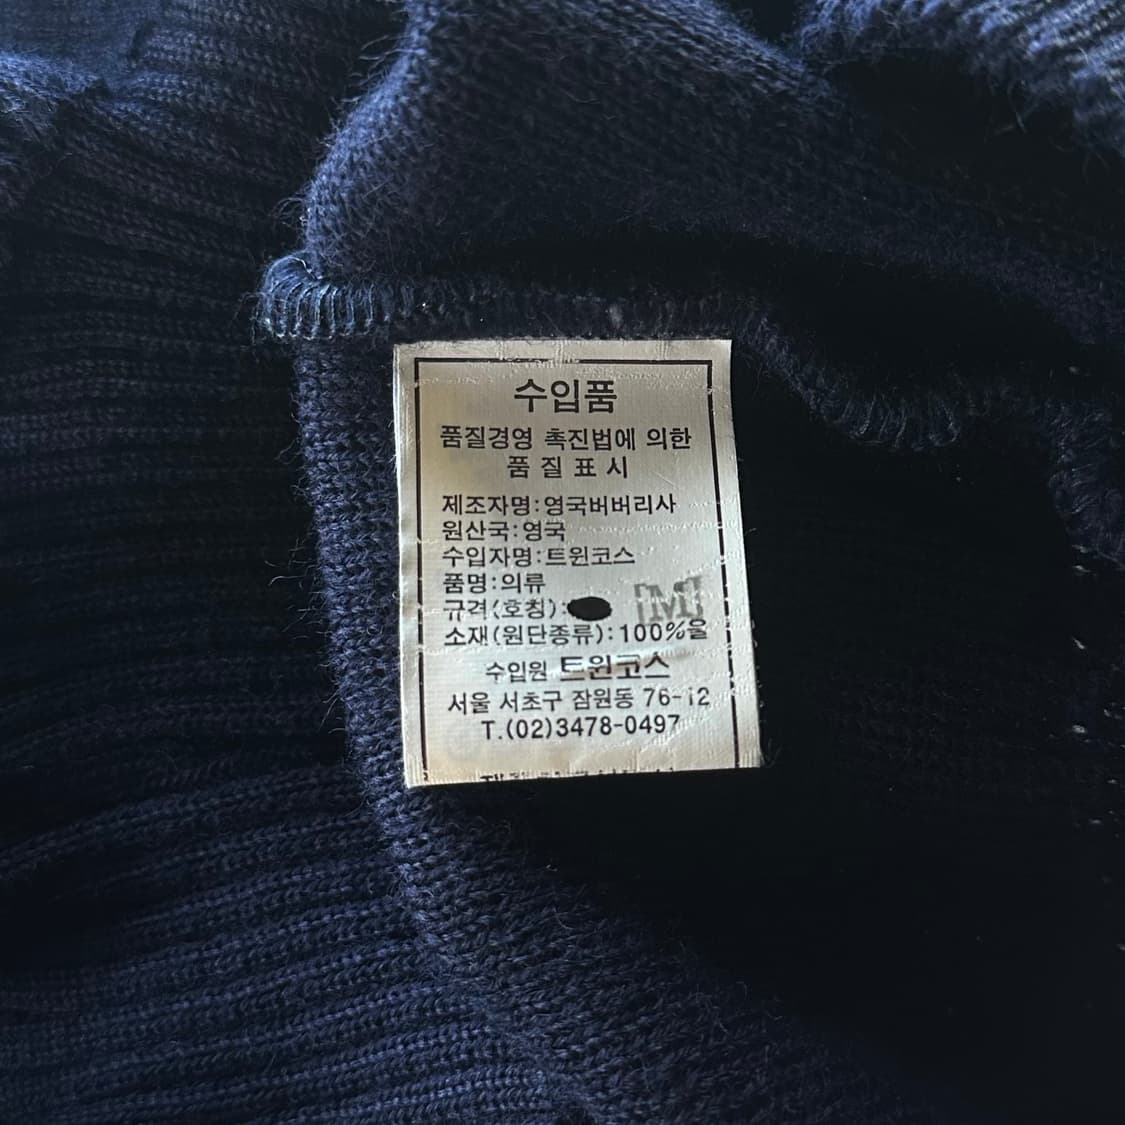 수입품
품질경영 촉진법에 의한
품 질 표 시
제조자명:영국버버리사
원산국:영국
수입자명:트윈코스
품명:의류
규격(호칭): [M]
소재(원단종류):100%울
수입원 트윈코스
서울 서초구 잠원동 76-12
T.(02)3478-0497